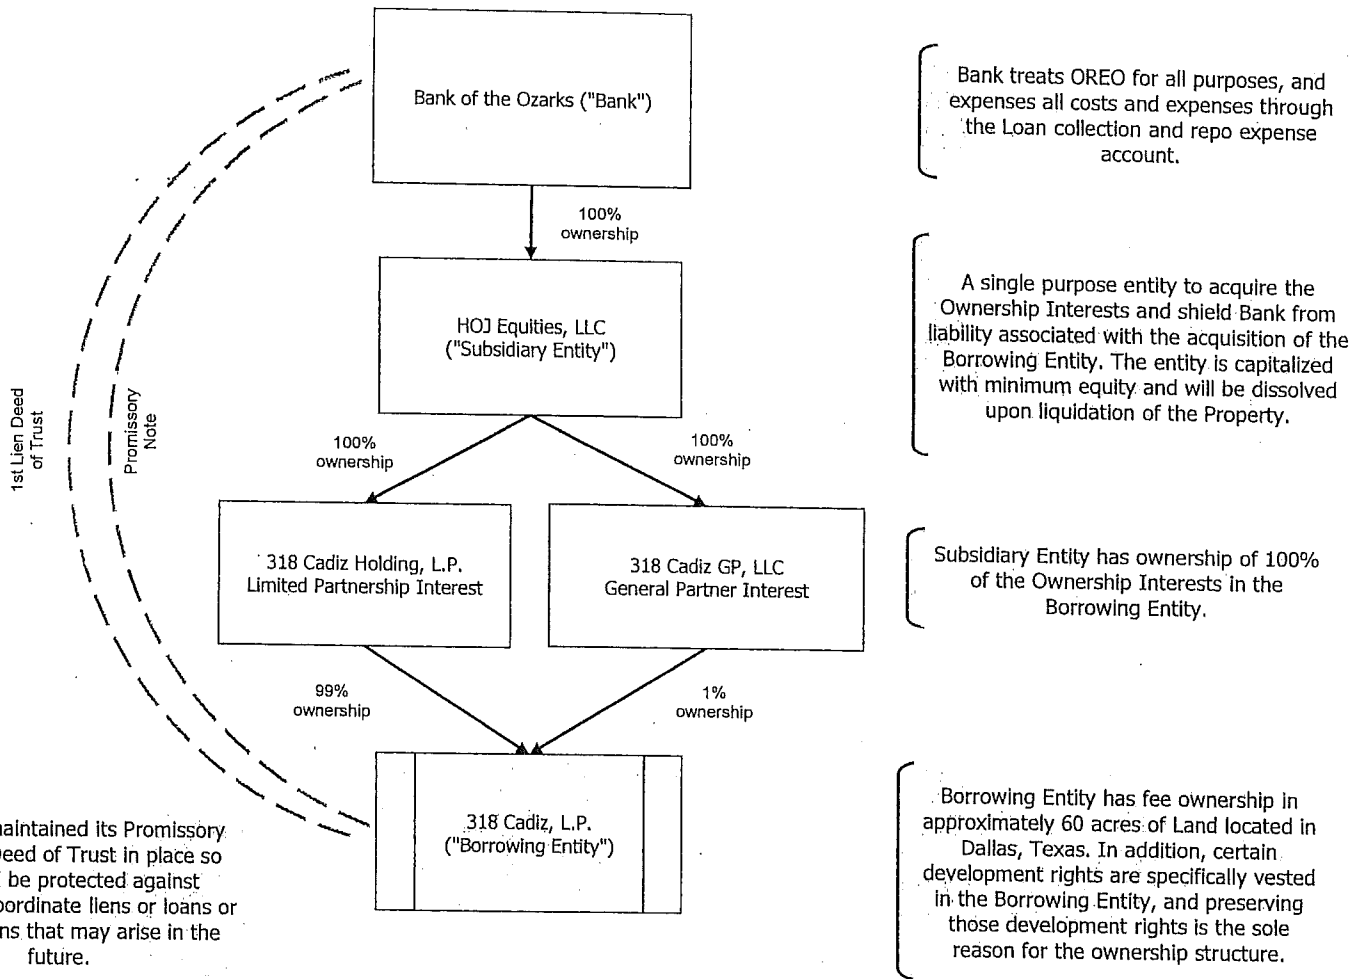 Bank of the Ozarks ("Bank")
Bank treats OREO for all purposes, and
expenses all costs and expenses through
the Loan collection and repo expense
account.
100%
ownership
HOJ Equities, LLC
("Subsidiary Entity")
A single purpose entity to acquire the
Ownership Interests and shield Bank from
liability associated with the acquisition of the
Borrowing Entity. The entity is capitalized
with minimum equity and will be dissolved
upon liquidation of the Property.
1st Lien Deed
of Trust
Promissory
Note
100%
ownership
100%
ownership
318 Cadiz Holding, L.P.
Limited Partnership Interest
318 Cadiz GP, LLC
General Partner Interest
Subsidiary Entity has ownership of 100%
of the Ownership Interests in the
Borrowing Entity.
99%
ownership
1%
ownership
318 Cadiz, L.P.
("Borrowing Entity")
maintained its Promissory
Deed of Trust in place so
be protected against
liens or loans or
that may arise in the
future.
Borrowing Entity has fee ownership in
approximately 60 acres of Land located in
Dallas, Texas. In addition, certain
development rights are specifically vested
in the Borrowing Entity, and preserving
those development rights is the sole
reason for the ownership structure.